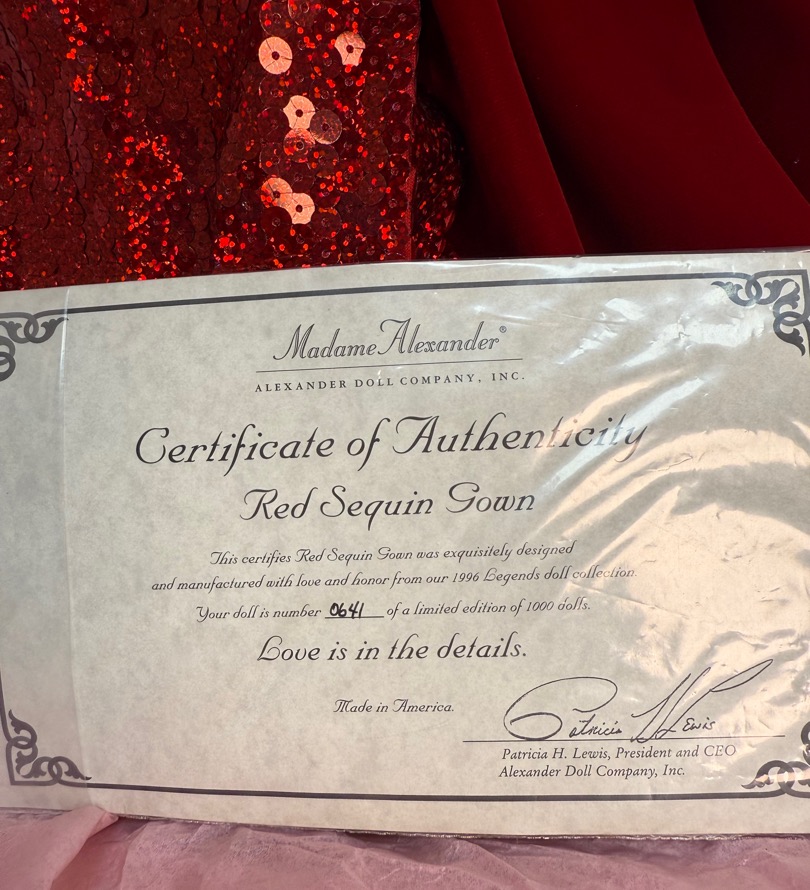 Madame Alexander®
ALEXANDER DOLL COMPANY, INC.
Certificate of Authenticity
Red Sequin Gown
This certifies Red Sequin Gown was exquisitely designed
and manufactured with love and honor from our 1996 Legends doll collection.
Your doll is number 0641 of a limited edition of 1000 dolls.
Love is in the details.
Made in America.
Patricia H Lewis
Patricia H. Lewis, President and CEO
Alexander Doll Company, Inc.